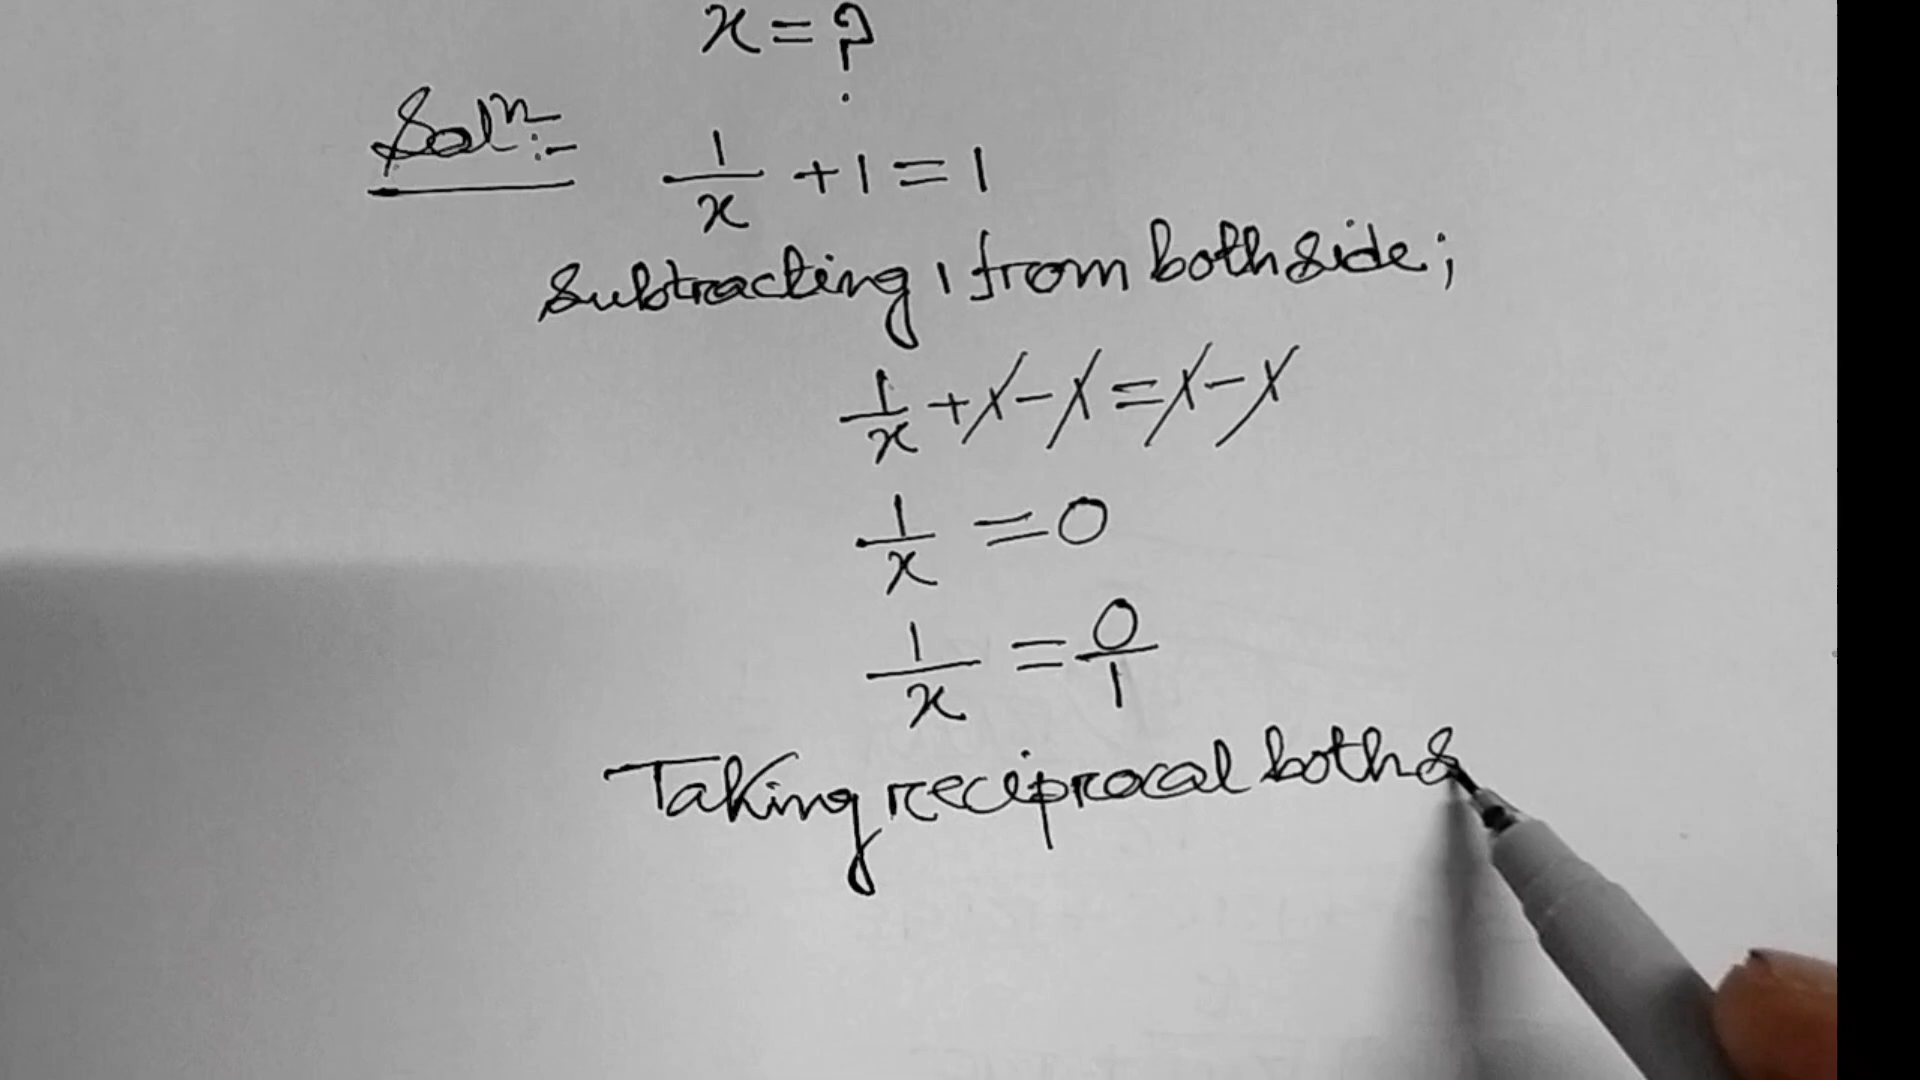 x = ?
Solⁿ:-
1/x + 1 = 1
Subtracting 1 from both side;
1/x + 1 - 1 = 1 - 1
1/x = 0
1/x = 0/1
Taking reciprocal both s